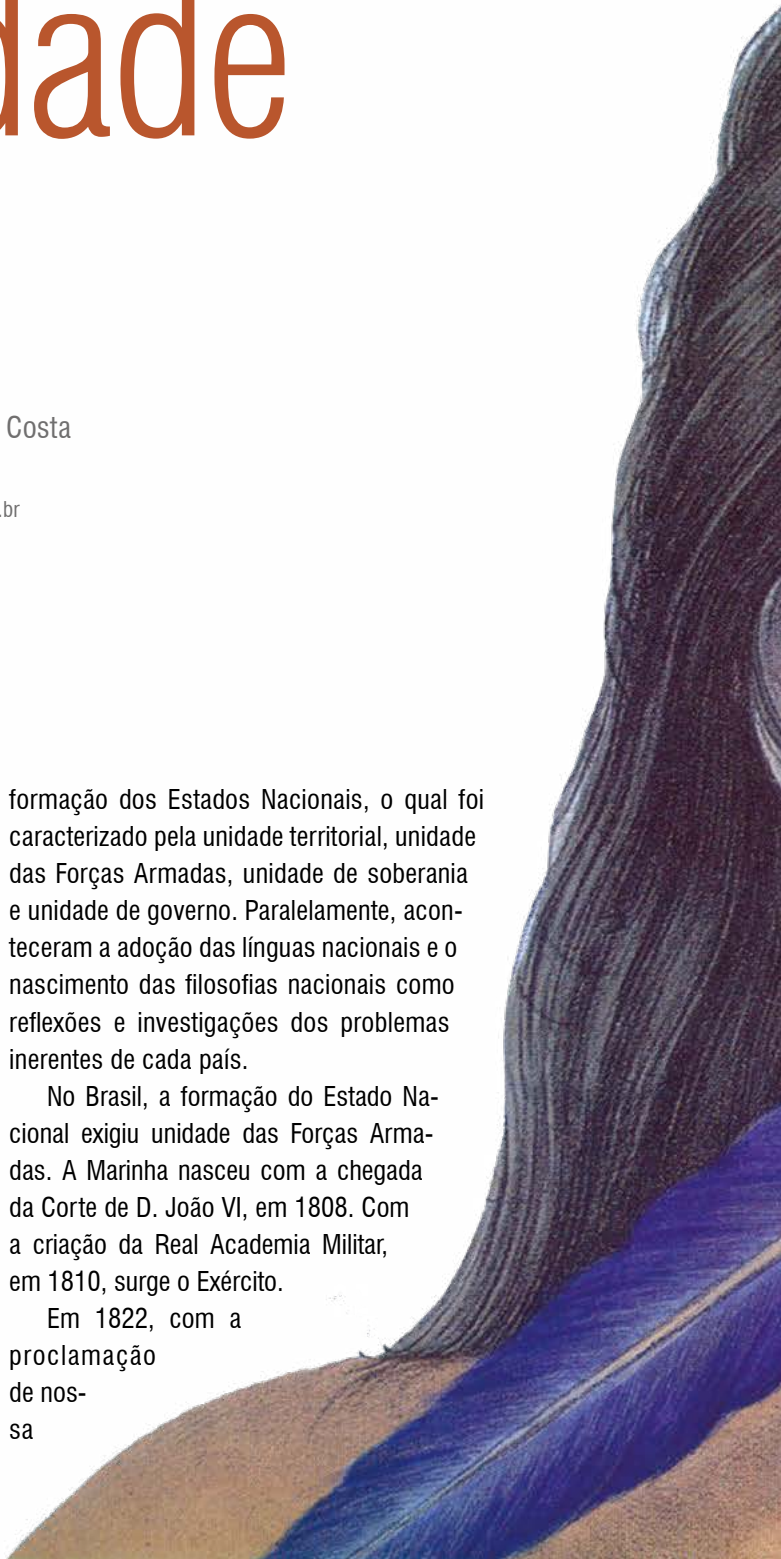 dade
Costa
.br
formação dos Estados Nacionais, o qual foi
caracterizado pela unidade territorial, unidade
das Forças Armadas, unidade de soberania
e unidade de governo. Paralelamente, acon-
teceram a adoção das línguas nacionais e o
nascimento das filosofias nacionais como
reflexões e investigações dos problemas
inerentes de cada país.
No Brasil, a formação do Estado Na-
cional exigiu unidade das Forças Arma-
das. A Marinha nasceu com a chegada
da Corte de D. João VI, em 1808. Com
a criação da Real Academia Militar,
em 1810, surge o Exército.
Em 1822, com a
proclamação
de nos-
sa